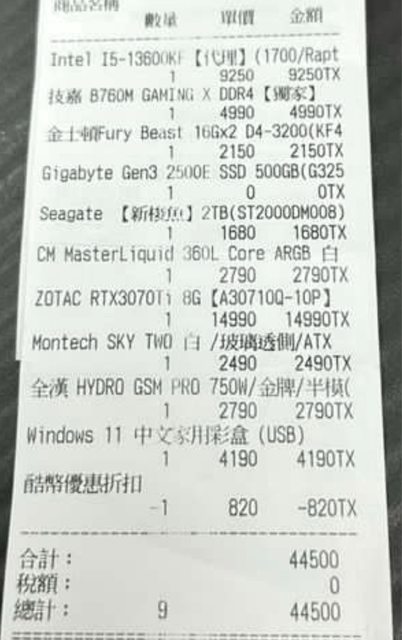 商品名稱
數量 單價 金額
Intel I5-13600KF【代理】(1700/Rapt
1 9250 9250TX
技嘉 B760M GAMING X DDR4【獨家】
1 4990 4990TX
金士頓Fury Beast 16Gx2 D4-3200(KF4
1 2150 2150TX
Gigabyte Gen3 2500E SSD 500GB(G325
1 0 0TX
Seagate 【新梭魚】2TB(ST2000DM008)
1 1680 1680TX
CM MasterLiquid 360L Core ARGB 白
1 2790 2790TX
ZOTAC RTX3070Ti 8G【A30710Q-10P】
1 14990 14990TX
Montech SKY TWO 白 /玻璃透側/ATX
1 2490 2490TX
全漢 HYDRO GSM PRO 750W/金牌/半模(
1 2790 2790TX
Windows 11 中文家用彩盒 (USB)
1 4190 4190TX
酷幣優惠折扣
-1 820 -820TX
合計： 44500
稅額： 0
總計： 9 44500